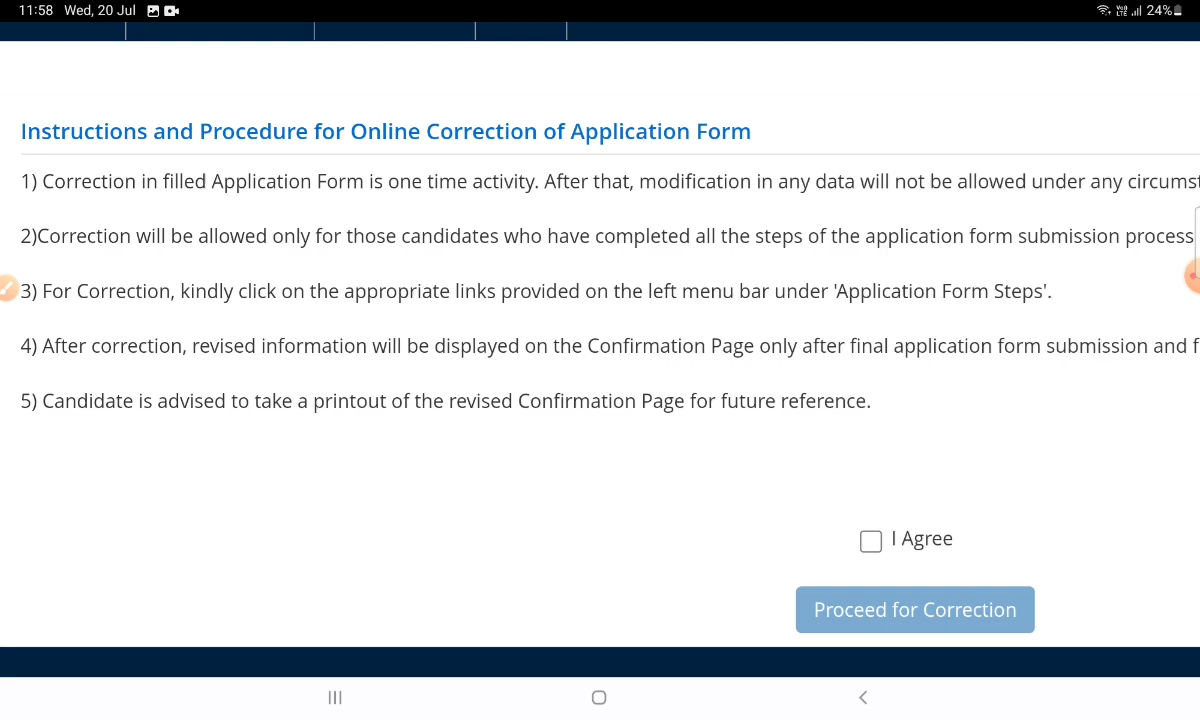 11:58 Wed, 20 Jul
24%
Instructions and Procedure for Online Correction of Application Form
1) Correction in filled Application Form is one time activity. After that, modification in any data will not be allowed under any circumst
2)Correction will be allowed only for those candidates who have completed all the steps of the application form submission process
3) For Correction, kindly click on the appropriate links provided on the left menu bar under 'Application Form Steps'.
4) After correction, revised information will be displayed on the Confirmation Page only after final application form submission and f
5) Candidate is advised to take a printout of the revised Confirmation Page for future reference.
I Agree
Proceed for Correction